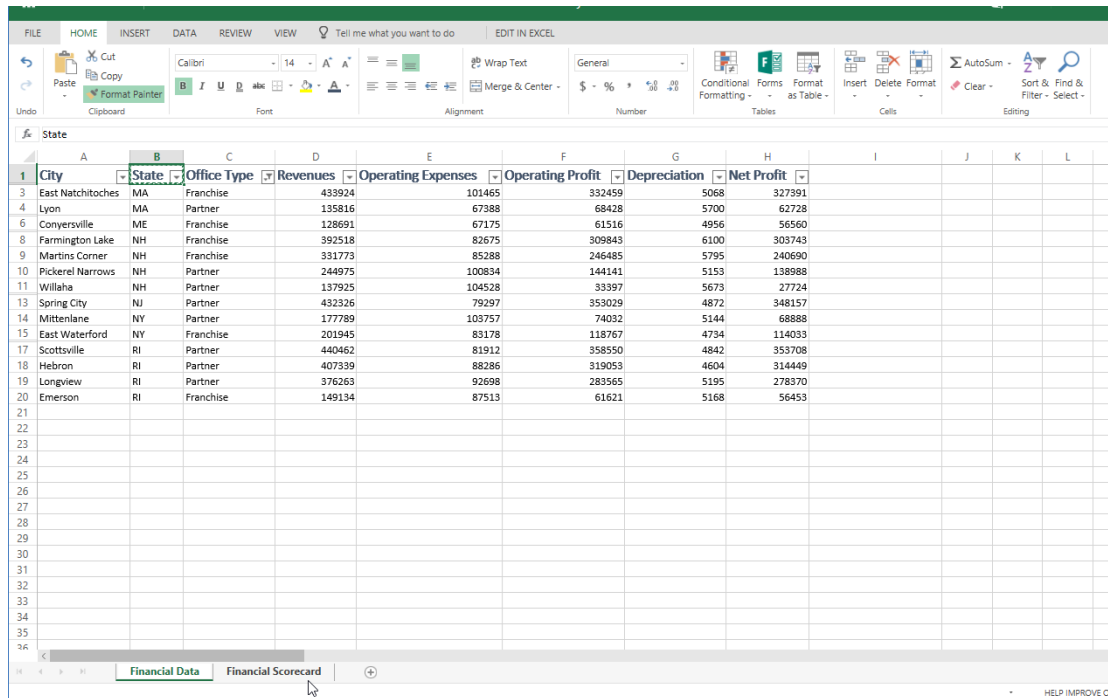 FILE HOME INSERT DATA REVIEW VIEW Tell me what you want to do EDIT IN EXCEL
Cut
Copy
Format Painter
Paste
Calibri 14 A A
B I U D abc A
Wrap Text
Merge & Center
General
$ % , .00 .0
Conditional Formatting
Forms
Format as Table
Insert Delete Format
AutoSum
Clear
Sort & Filter
Find & Select
Undo Clipboard Font Alignment Number Tables Cells Editing
fx State
A B C D E F G H I J K L
1 City State Office Type Revenues Operating Expenses Operating Profit Depreciation Net Profit
3 East Natchitoches MA Franchise 433924 101465 332459 5068 327391
4 Lyon MA Partner 135816 67388 68428 5700 62728
6 Conyersville ME Franchise 128691 67175 61516 4956 56560
8 Farmington Lake NH Franchise 392518 82675 309843 6100 303743
9 Martins Corner NH Franchise 331773 85288 246485 5795 240690
10 Pickerel Narrows NH Partner 244975 100834 144141 5153 138988
11 Willaha NH Partner 137925 104528 33397 5673 27724
13 Spring City NJ Partner 432326 79297 353029 4872 348157
14 Mittenlane NY Partner 177789 103757 74032 5144 68888
15 East Waterford NY Franchise 201945 83178 118767 4734 114033
17 Scottsville RI Partner 440462 81912 358550 4842 353708
18 Hebron RI Partner 407339 88286 319053 4604 314449
19 Longview RI Partner 376263 92698 283565 5195 278370
20 Emerson RI Franchise 149134 87513 61621 5168 56453
21
22
23
24
25
26
27
28
29
30
31
32
33
34
35
36
Financial Data Financial Scorecard
HELP IMPROVE